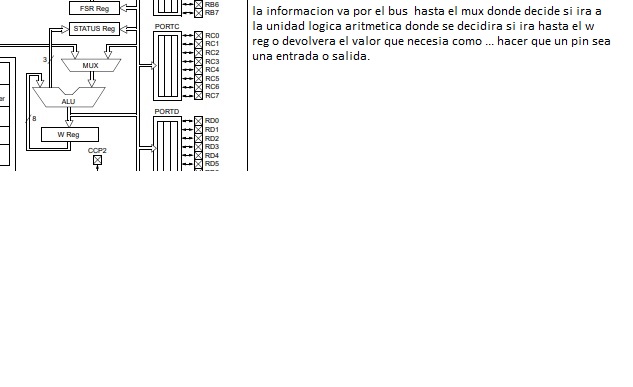 RB6
FSR Reg
RB7
PORTC
STATUS Reg
RC0
RC1
RC2
3
RC3
MUX
RC4
RC5
RC6
er
ALU
RC7
PORTD
8
RD0
W Reg
RD1
RD2
RD3
CCP2
RD4
RD5
la informacion va por el bus hasta el mux donde decide si ira a
la unidad logica aritmetica donde se decidira si ira hasta el w
reg o devolvera el valor que necesia como ... hacer que un pin sea
una entrada o salida.